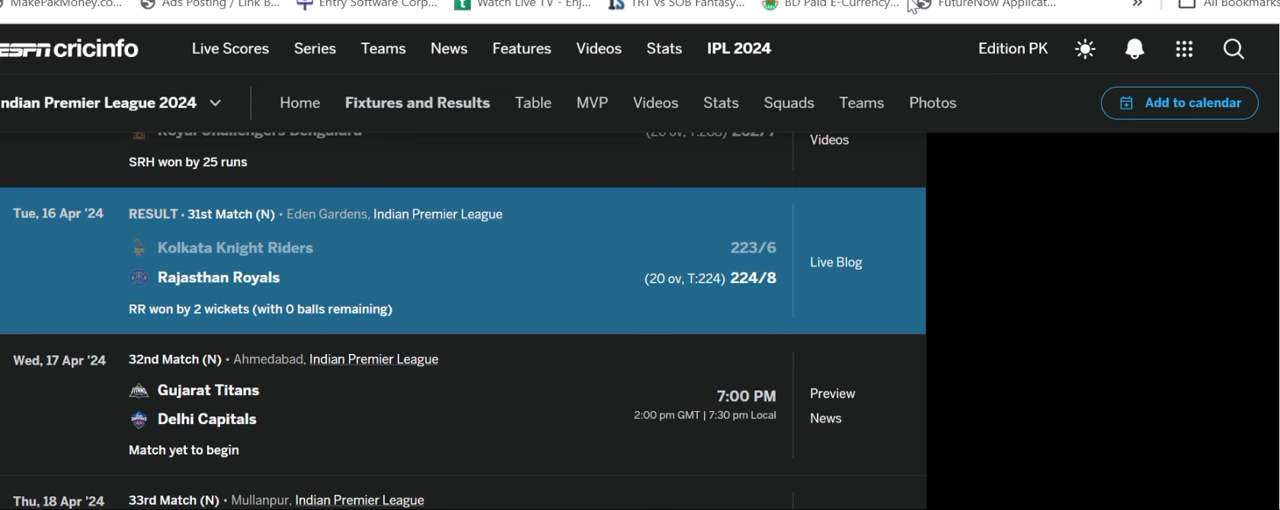 MakePakMoney.co... Ads Posting / Link B... Entry Software Corp... Watch Live TV - Enj... TRT Vs SOB Fantasy... BD Paid E-Currency... FutureNow Applicat... » All Bookmarks
ESPN cricinfo Live Scores Series Teams News Features Videos Stats IPL 2024 Edition PK
ndian Premier League 2024 Home Fixtures and Results Table MVP Videos Stats Squads Teams Photos Add to calendar
Royal Challengers Bengaluru Videos
SRH won by 25 runs
Tue, 16 Apr '24 RESULT • 31st Match (N) • Eden Gardens, Indian Premier League
Kolkata Knight Riders 223/6
Live Blog
Rajasthan Royals (20 ov, T:224) 224/8
RR won by 2 wickets (with 0 balls remaining)
Wed, 17 Apr '24 32nd Match (N) • Ahmedabad, Indian Premier League
Gujarat Titans 7:00 PM Preview
Delhi Capitals 2:00 pm GMT | 7:30 pm Local News
Match yet to begin
Thu, 18 Apr '24 33rd Match (N) • Mullanpur, Indian Premier League